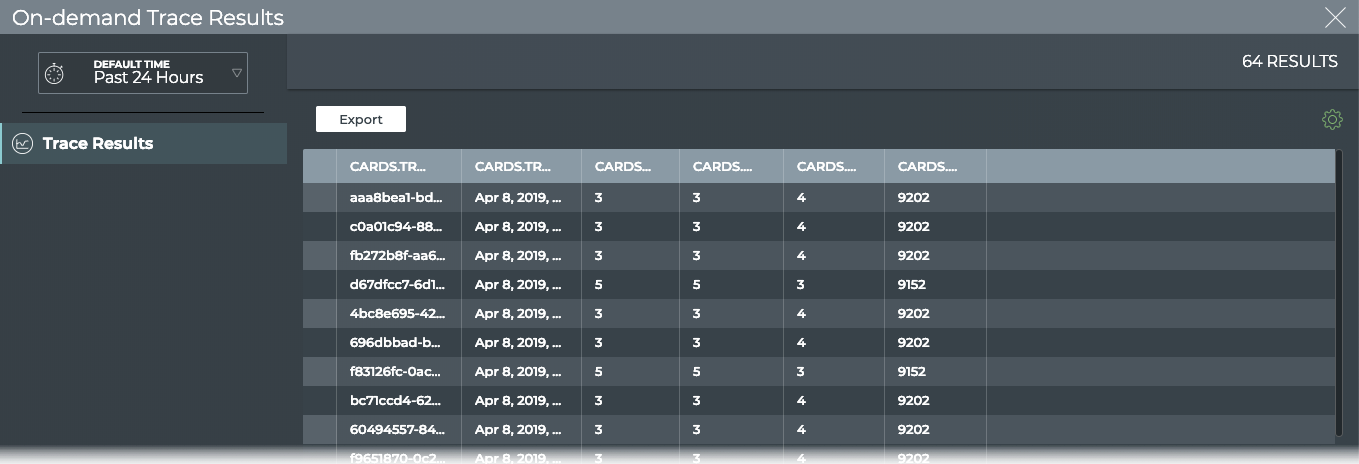 On-demand Trace Results
DEFAULT TIME
Past 24 Hours
64 RESULTS
Trace Results
Export
CARDS.TR... CARDS.TR... CARDS... CARDS.... CARDS.... CARDS....
aaa8bea1-bd... Apr 8, 2019, ... 3 3 4 9202
c0a01c94-88... Apr 8, 2019, ... 3 3 4 9202
fb272b8f-aa6... Apr 8, 2019, ... 3 3 4 9202
d67dfcc7-6d1... Apr 8, 2019, ... 5 5 3 9152
4bc8e695-42... Apr 8, 2019, ... 3 3 4 9202
696dbbad-b... Apr 8, 2019, ... 3 3 4 9202
f83126fc-0ac... Apr 8, 2019, ... 5 5 3 9152
bc71ccd4-62... Apr 8, 2019, ... 3 3 4 9202
60494557-84... Apr 8, 2019, ... 3 3 4 9202
f9651870-0c2... Apr 8, 2019, ... 3 3 4 9202